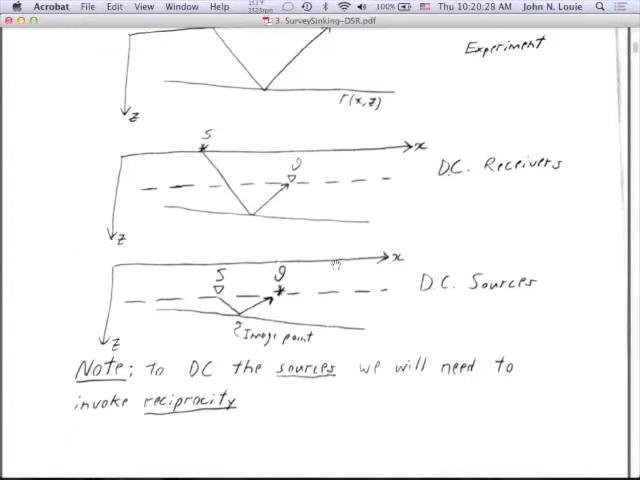 Acrobat File Edit View Window Help 100% Thu 10:20:28 AM John N. Louie
3. SurveySinking-DSR.pdf
Experiment
r(x,z)
z
s
x
g
D.C. Receivers
z
x
s
g
D.C. Sources
Image point
z
Note: to DC the sources we will need to
invoke reciprocity